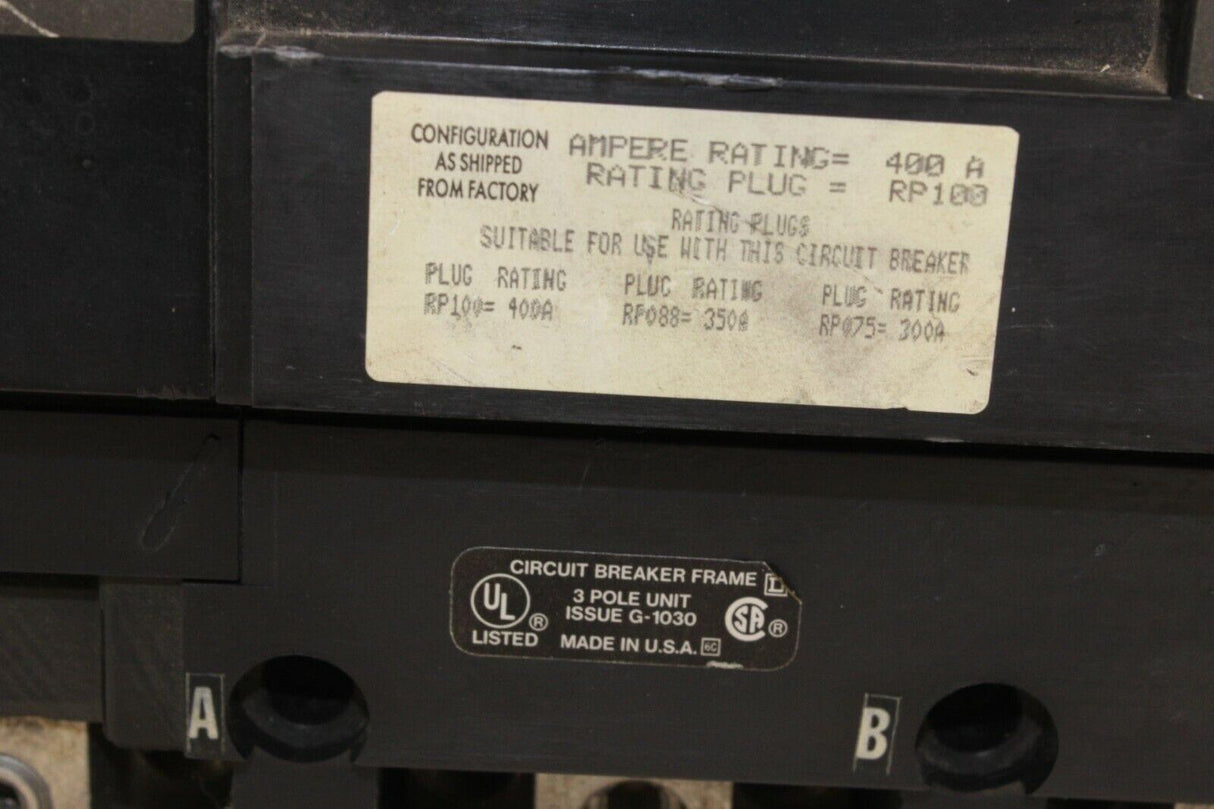 CONFIGURATION
AS SHIPPED
FROM FACTORY
AMPERE RATING= 400 A
RATING PLUG = RP100
RATING PLUGS
SUITABLE FOR USE WITH THIS CIRCUIT BREAKER
PLUG RATING PLUG RATING PLUG RATING
RP100= 400A RP088= 350A RP075= 300A
CIRCUIT BREAKER FRAME
UL ® 3 POLE UNIT SA ®
ISSUE G-1030
LISTED MADE IN U.S.A. 6C
A
B